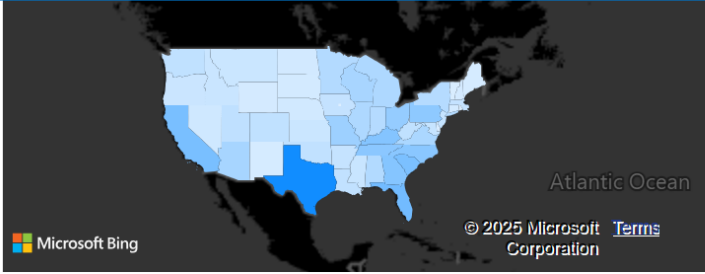 Atlantic Ocean
Microsoft Bing
© 2025 Microsoft Terms
Corporation